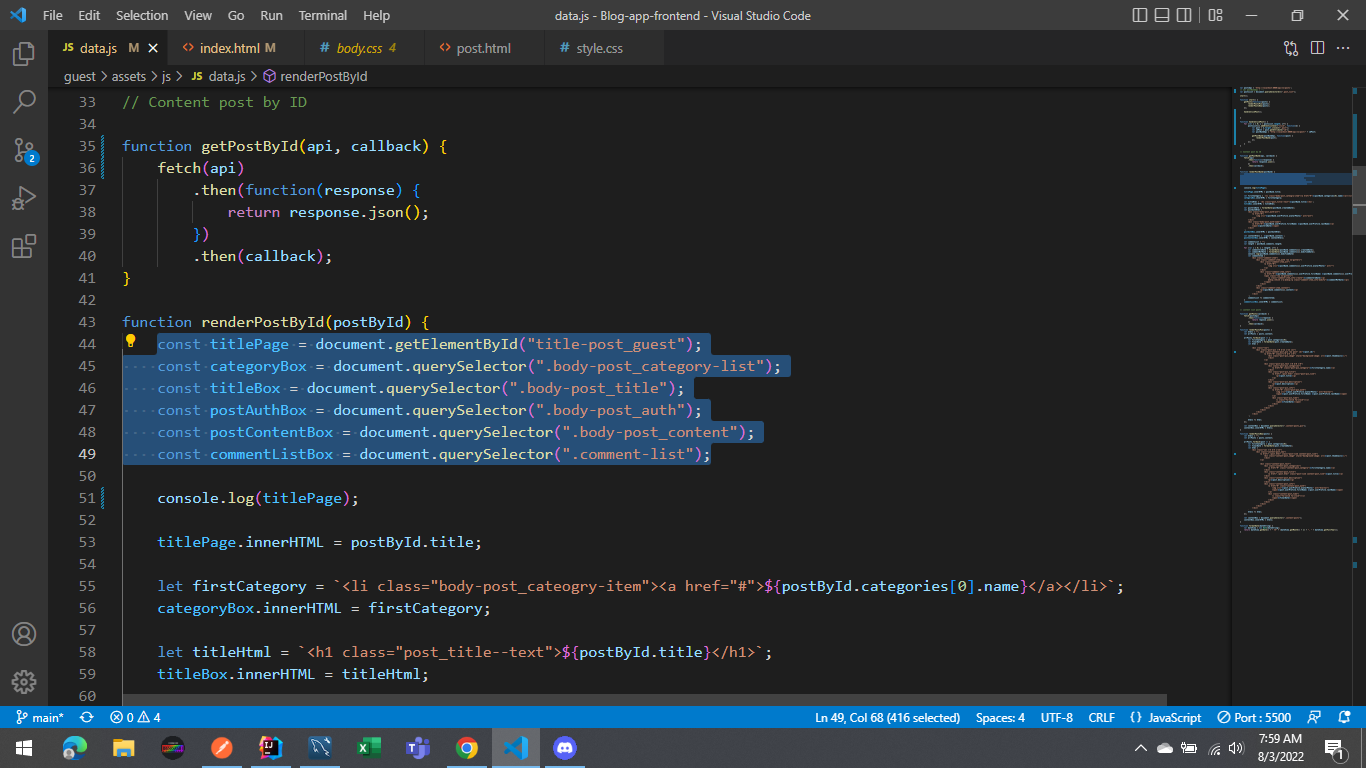 File Edit Selection View Go Run Terminal Help data.js - Blog-app-frontend - Visual Studio Code
JS data.js M index.html M # body.css 4 post.html # style.css
guest > assets > js > JS data.js > renderPostById
33 // Content post by ID
34
35 function getPostById(api, callback) {
36 fetch(api)
37 .then(function(response) {
38 return response.json();
39 })
40 .then(callback);
41 }
42
43 function renderPostById(postById) {
44 const titlePage = document.getElementById("title-post_guest");
45 const categoryBox = document.querySelector(".body-post_category-list");
46 const titleBox = document.querySelector(".body-post_title");
47 const postAuthBox = document.querySelector(".body-post_auth");
48 const postContentBox = document.querySelector(".body-post_content");
49 const commentListBox = document.querySelector(".comment-list");
50
51 console.log(titlePage);
52
53 titlePage.innerHTML = postById.title;
54
55 let firstCategory = `<li class="body-post_cateogry-item"><a href="#">${postById.categories[0].name}</a></li>`;
56 categoryBox.innerHTML = firstCategory;
57
58 let titleHtml = `<h1 class="post_title--text">${postById.title}</h1>`;
59 titleBox.innerHTML = titleHtml;
60
2
main* 0 4 Ln 49, Col 68 (416 selected) Spaces: 4 UTF-8 CRLF {} JavaScript Port : 5500
7:59 AM
8/3/2022
1